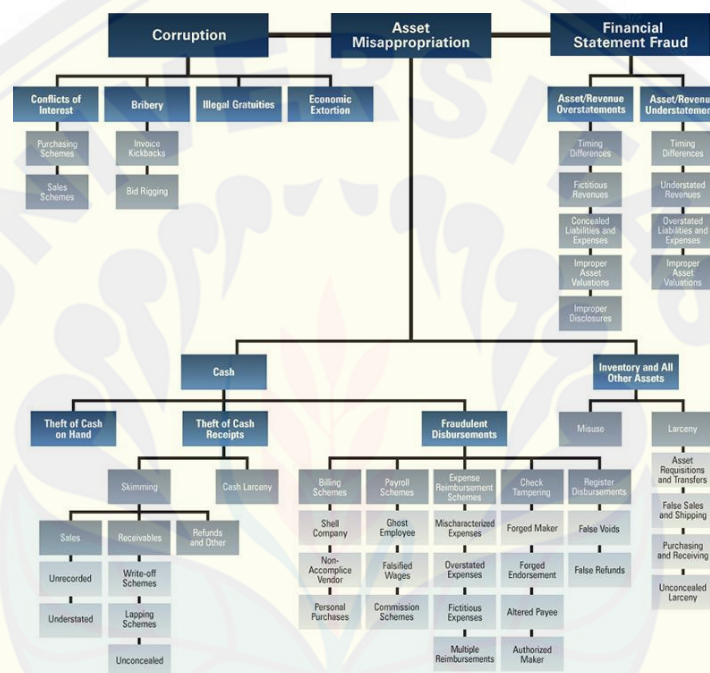 Corruption
Asset
Misappropriation
Financial
Statement Fraud
Conflicts of
Interest
Bribery
Illegal Gratuities
Economic
Extortion
Asset/Revenue
Overstatements
Asset/Revenue
Understatement
Purchasing
Schemes
Sales
Schemes
Invoice
Kickbacks
Bid Rigging
Timing
Differences
Fictitious
Revenues
Concealed
Liabilities and
Expenses
Improper
Asset
Valuations
Improper
Disclosures
Timing
Differences
Understated
Revenues
Overstated
Liabilities and
Expenses
Improper
Asset
Valuations
Cash
Inventory and All
Other Assets
Theft of Cash
on Hand
Theft of Cash
Receipts
Fraudulent
Disbursements
Misuse
Larceny
Skimming
Cash Larceny
Sales
Receivables
Refunds
and Other
Unrecorded
Understated
Write-off
Schemes
Lapping
Schemes
Unconcealed
Billing
Schemes
Shell
Company
Non-
Accomplice
Vendor
Personal
Purchases
Payroll
Schemes
Ghost
Employee
Falsified
Wages
Commission
Schemes
Expense
Reimbursement
Schemes
Mischaracterized
Expenses
Overstated
Expenses
Fictitious
Expenses
Multiple
Reimbursements
Check
Tampering
Forged Maker
Forged
Endorsement
Altered Payee
Authorized
Maker
Register
Disbursements
False Voids
False Refunds
Asset
Requisitions
and Transfers
False Sales
and Shipping
Purchasing
and Receiving
Unconcealed
Larceny
UNIVERSITAS